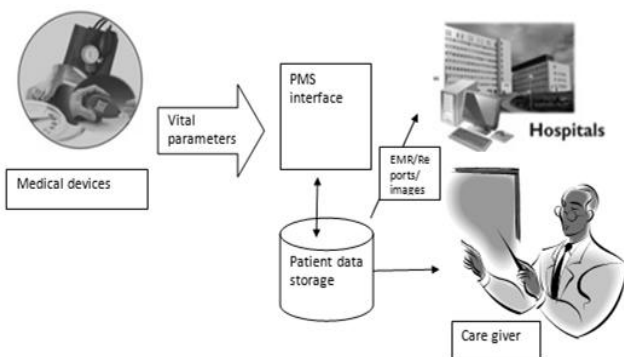 PMS
interface
Vital
parameters
Hospitals
EMR/Re
ports/
images
Medical devices
Patient data
storage
Care giver